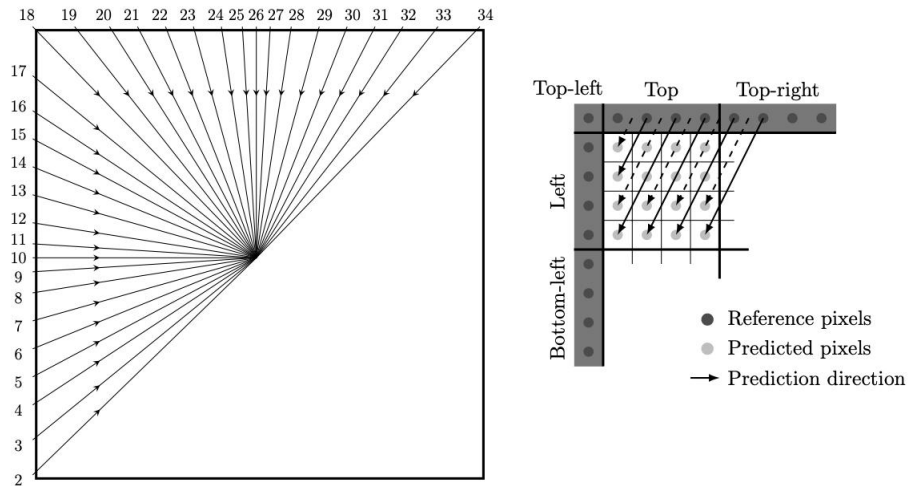 18 19 20 21 22 23 24 25 26 27 28 29 30 31 32 33 34
17
16
15
14
13
12
11
10
9
8
7
6
5
4
3
2
Top-left Top Top-right
Left
Bottom-left
Reference pixels
Predicted pixels
Prediction direction